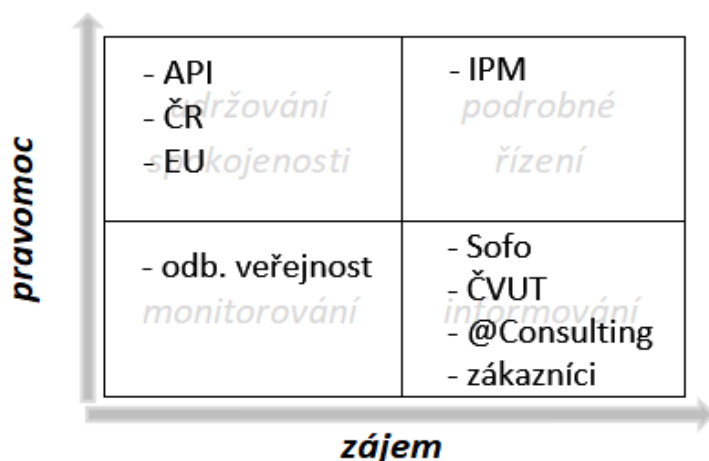 pravomoc
- API
- ČR
- EU
udržování
spokojenosti
- IPM
podrobné
řízení
- odb. veřejnost
monitorování
- Sofo
- ČVUT
- @Consulting
- zákazníci
informování
zájem